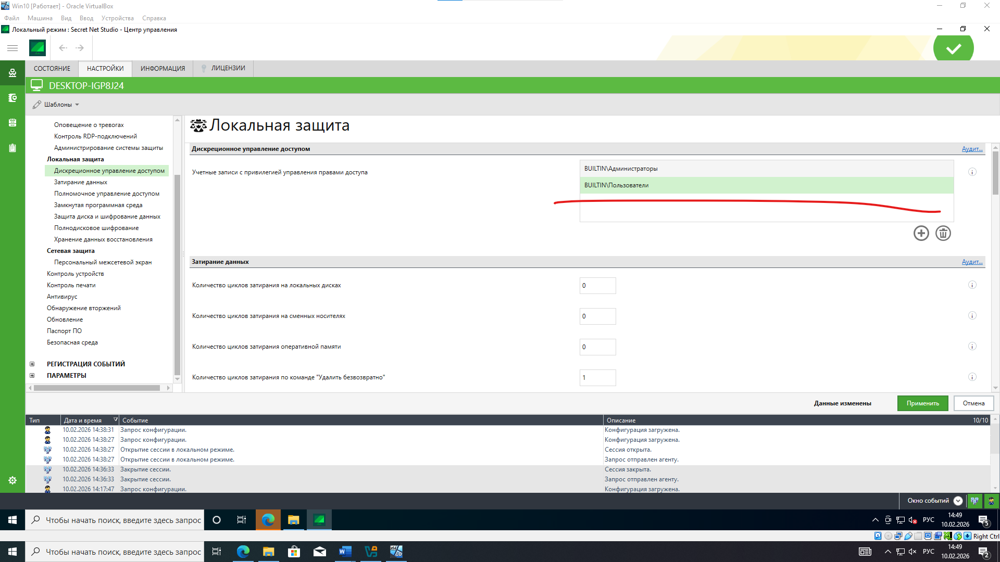 Win10 [Работает] - Oracle VirtualBox
Файл Машина Вид Ввод Устройства Справка
Локальный режим : Secret Net Studio - Центр управления
СОСТОЯНИЕ НАСТРОЙКИ ИНФОРМАЦИЯ ЛИЦЕНЗИИ
DESKTOP-IGP8J24
Шаблоны
Оповещение о тревогах
Контроль RDP-подключений
Администрирование системы защиты
Локальная защита
Дискреционное управление доступом
Затирание данных
Полномочное управление доступом
Замкнутая программная среда
Защита диска и шифрование данных
Полнодисковое шифрование
Хранение данных восстановления
Сетевая защита
Персональный межсетевой экран
Контроль устройств
Контроль печати
Антивирус
Обнаружение вторжений
Обновление
Паспорт ПО
Безопасная среда
РЕГИСТРАЦИЯ СОБЫТИЙ
ПАРАМЕТРЫ
Локальная защита
Дискреционное управление доступом Аудит...
Учетные записи с привилегией управления правами доступа
BUILTIN\Администраторы
BUILTIN\Пользователи
Затирание данных Аудит...
Количество циклов затирания на локальных дисках 0
Количество циклов затирания на сменных носителях 0
Количество циклов затирания оперативной памяти 0
Количество циклов затирания по команде "Удалить безвозвратно" 1
Данные изменены Применить Отмена
Тип Дата и время Событие Описание 10/10
10.02.2026 14:38:31 Запрос конфигурации. Конфигурация загружена.
10.02.2026 14:38:27 Запрос конфигурации. Конфигурация загружена.
10.02.2026 14:38:27 Открытие сессии в локальном режиме. Сессия открыта.
10.02.2026 14:38:27 Открытие сессии в локальном режиме. Запрос отправлен агенту.
10.02.2026 14:36:33 Закрытие сессии. Сессия закрыта.
10.02.2026 14:36:33 Закрытие сессии. Запрос отправлен агенту.
10.02.2026 14:17:47 Запрос конфигурации. Конфигурация загружена.
Окно событий
Чтобы начать поиск, введите здесь запрос РУС 14:49
10.02.2026 5
Right Ctrl
Чтобы начать поиск, введите здесь запрос РУС 14:49
10.02.2026 2